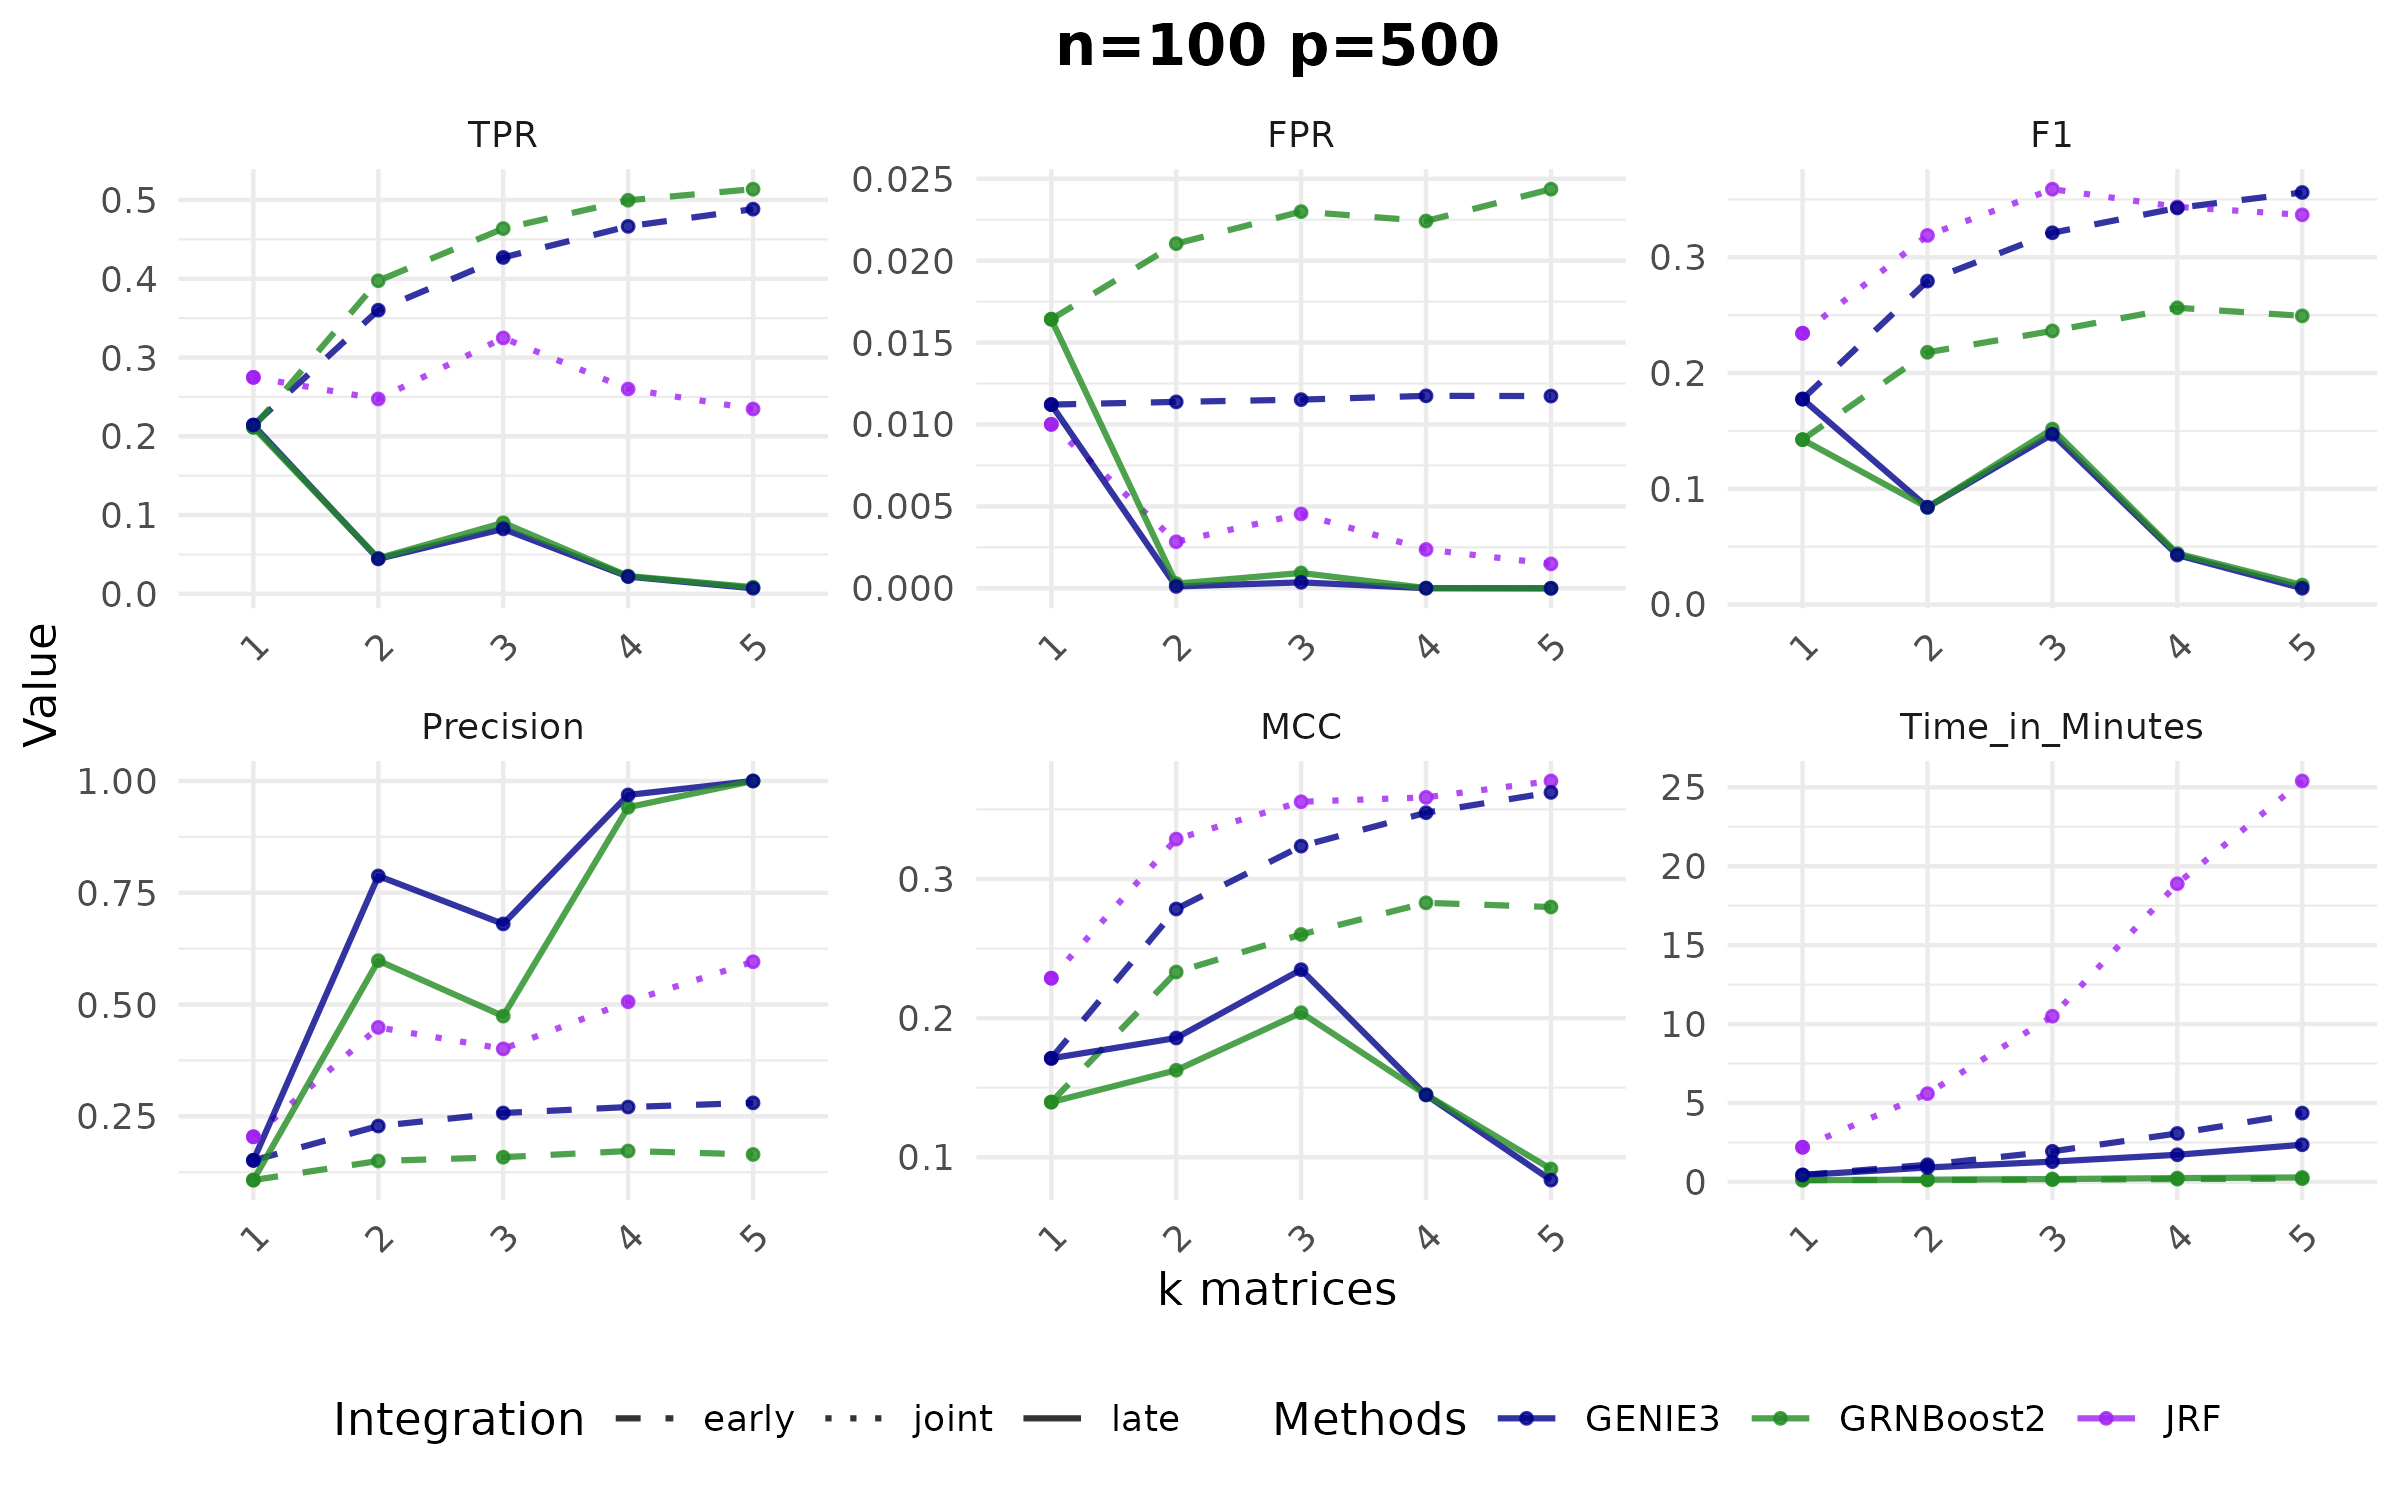 n=100 p=500
TPR
FPR
F1
0.5
0.4
0.3
0.2
0.1
0.0
0.025
0.020
0.015
0.010
0.005
0.000
0.3
0.2
0.1
0.0
1 2 3 4 5
1 2 3 4 5
1 2 3 4 5
Value
Precision
MCC
Time_in_Minutes
1.00
0.75
0.50
0.25
0.3
0.2
0.1
25
20
15
10
5
0
1 2 3 4 5
1 2 3 4 5
1 2 3 4 5
k matrices
Integration early joint late Methods GENIE3 GRNBoost2 JRF